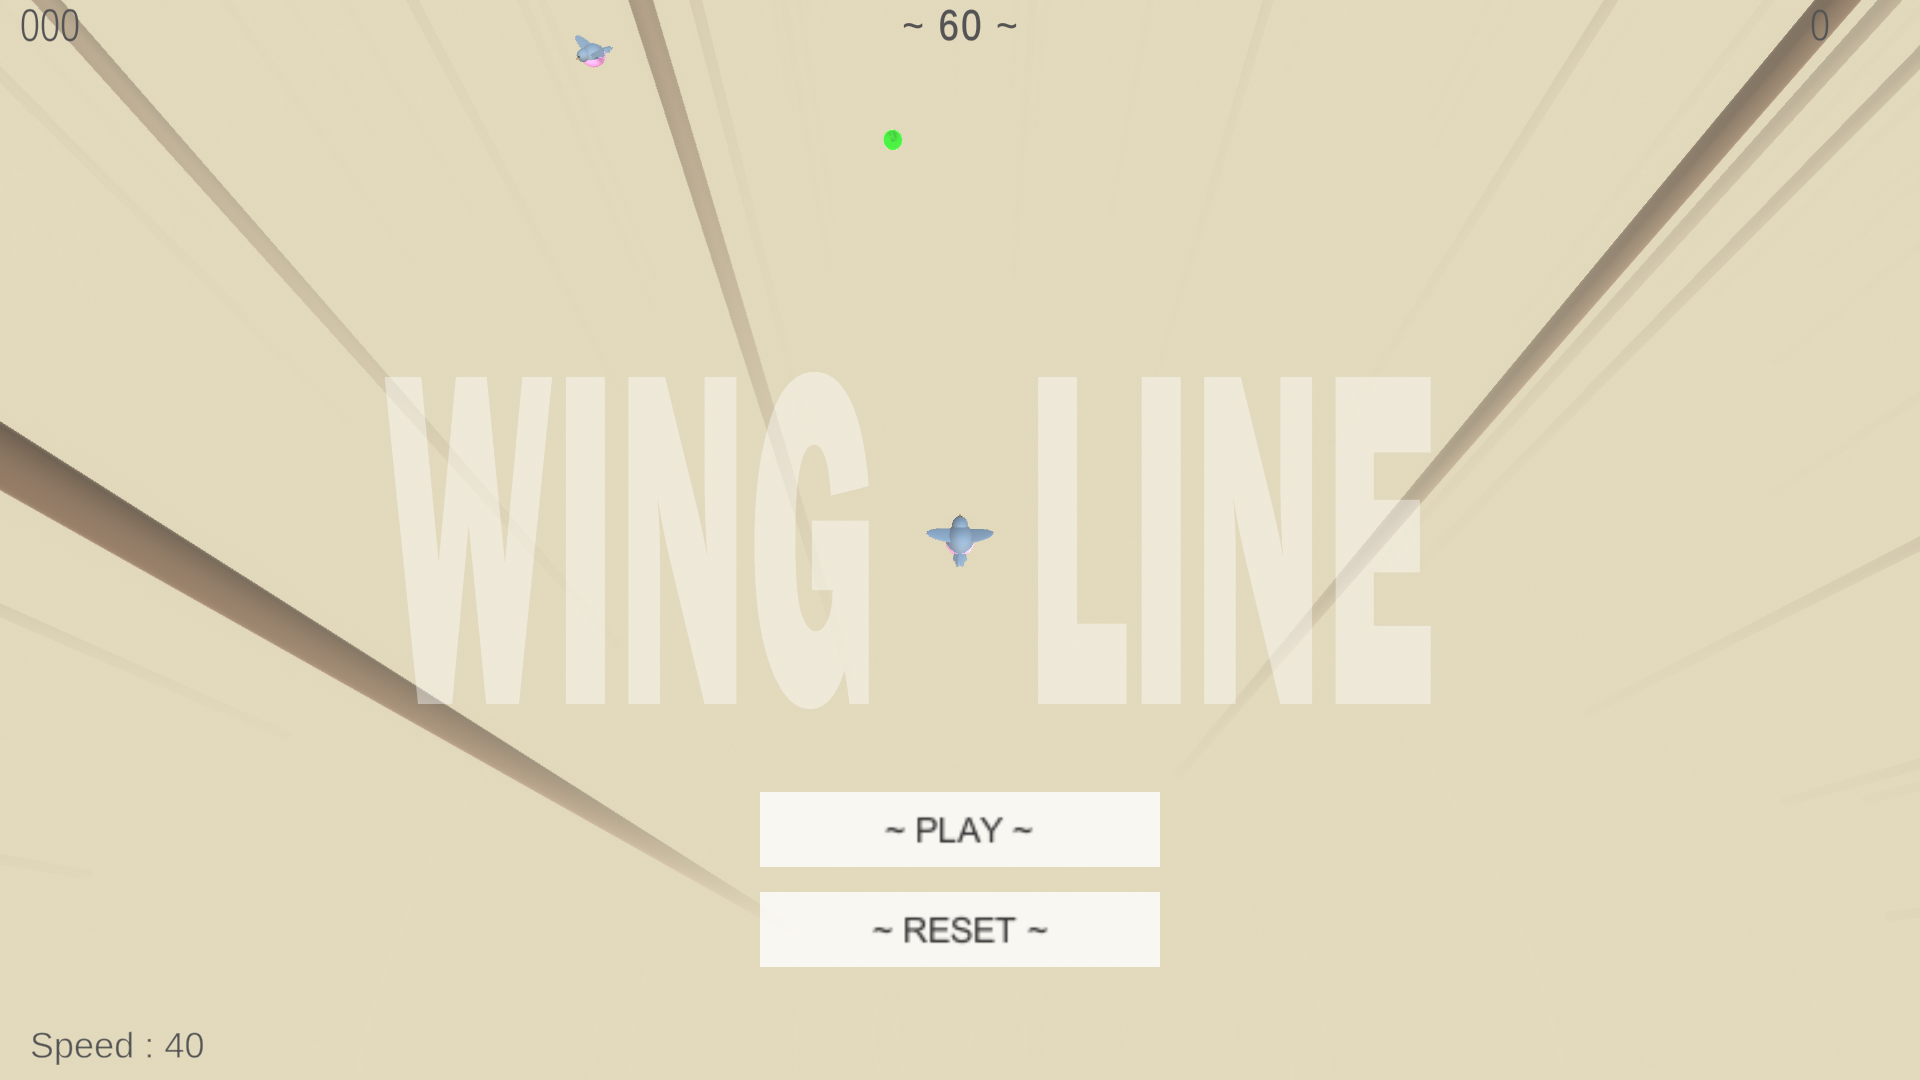 000 ~ 60 ~ 0
WING LINE
~ PLAY ~
~ RESET ~
Speed : 40